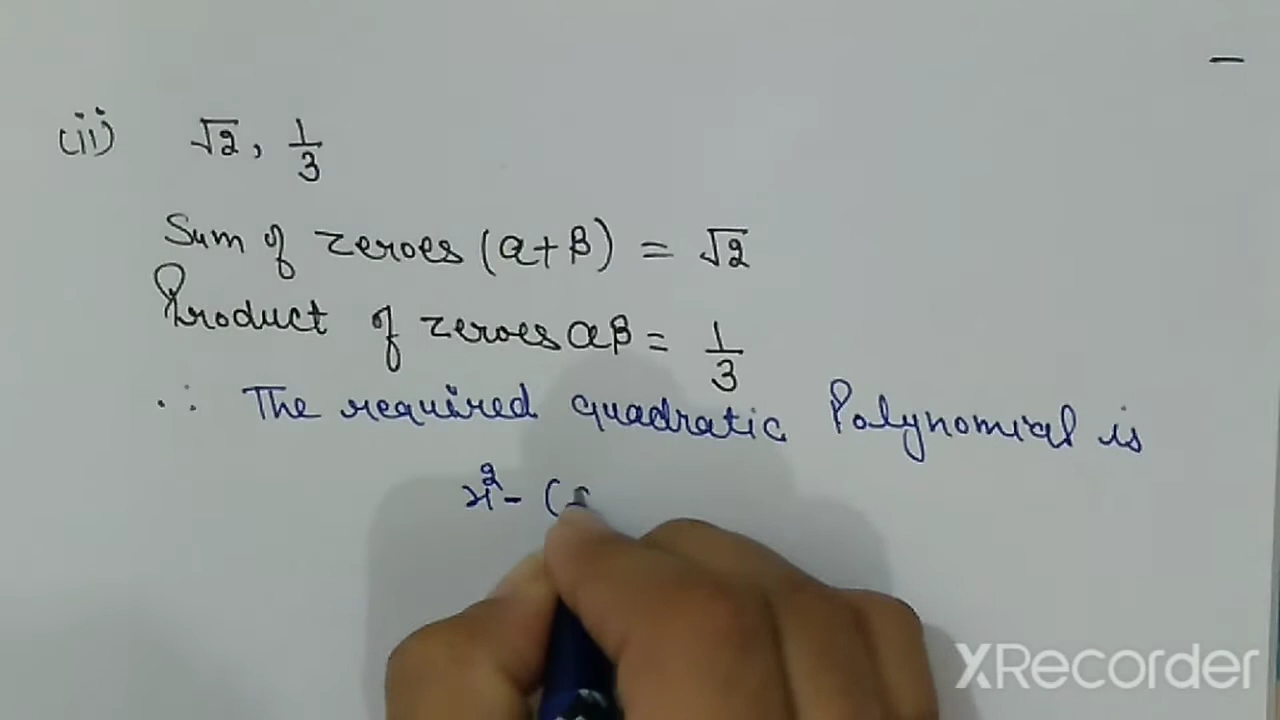 (ii) √2, 1/3
Sum of zeroes (α+β) = √2
Product of zeroes αβ = 1/3
∴ The required quadratic Polynomial is
x² - (
XRecorder